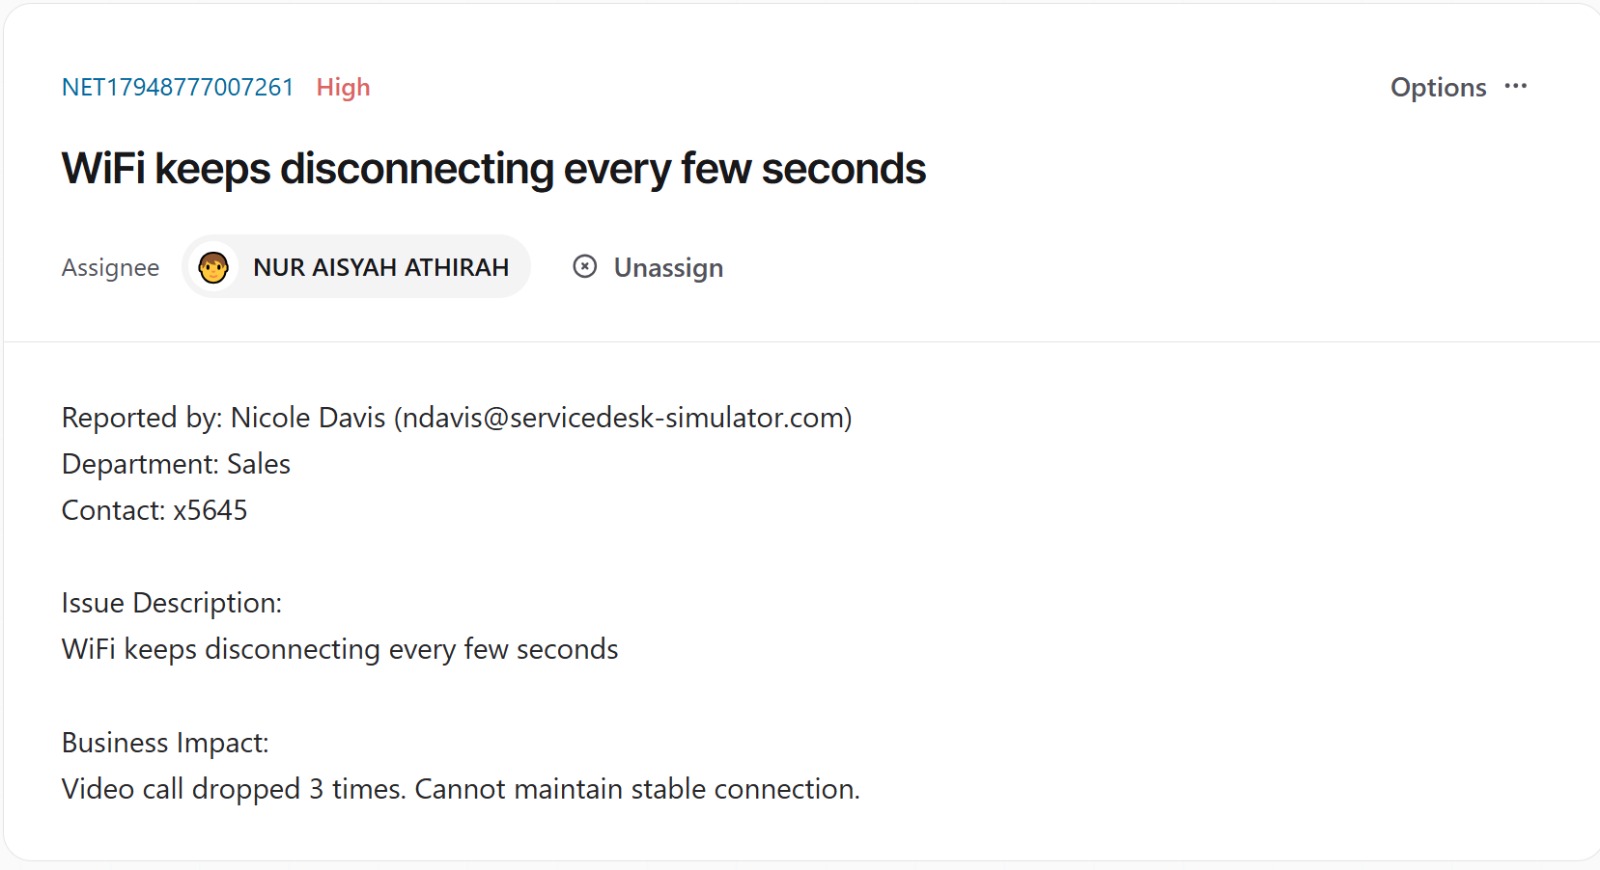 NET17948777007261 High Options ···
WiFi keeps disconnecting every few seconds
Assignee NUR AISYAH ATHIRAH Unassign
Reported by: Nicole Davis (ndavis@servicedesk-simulator.com)
Department: Sales
Contact: x5645
Issue Description:
WiFi keeps disconnecting every few seconds
Business Impact:
Video call dropped 3 times. Cannot maintain stable connection.